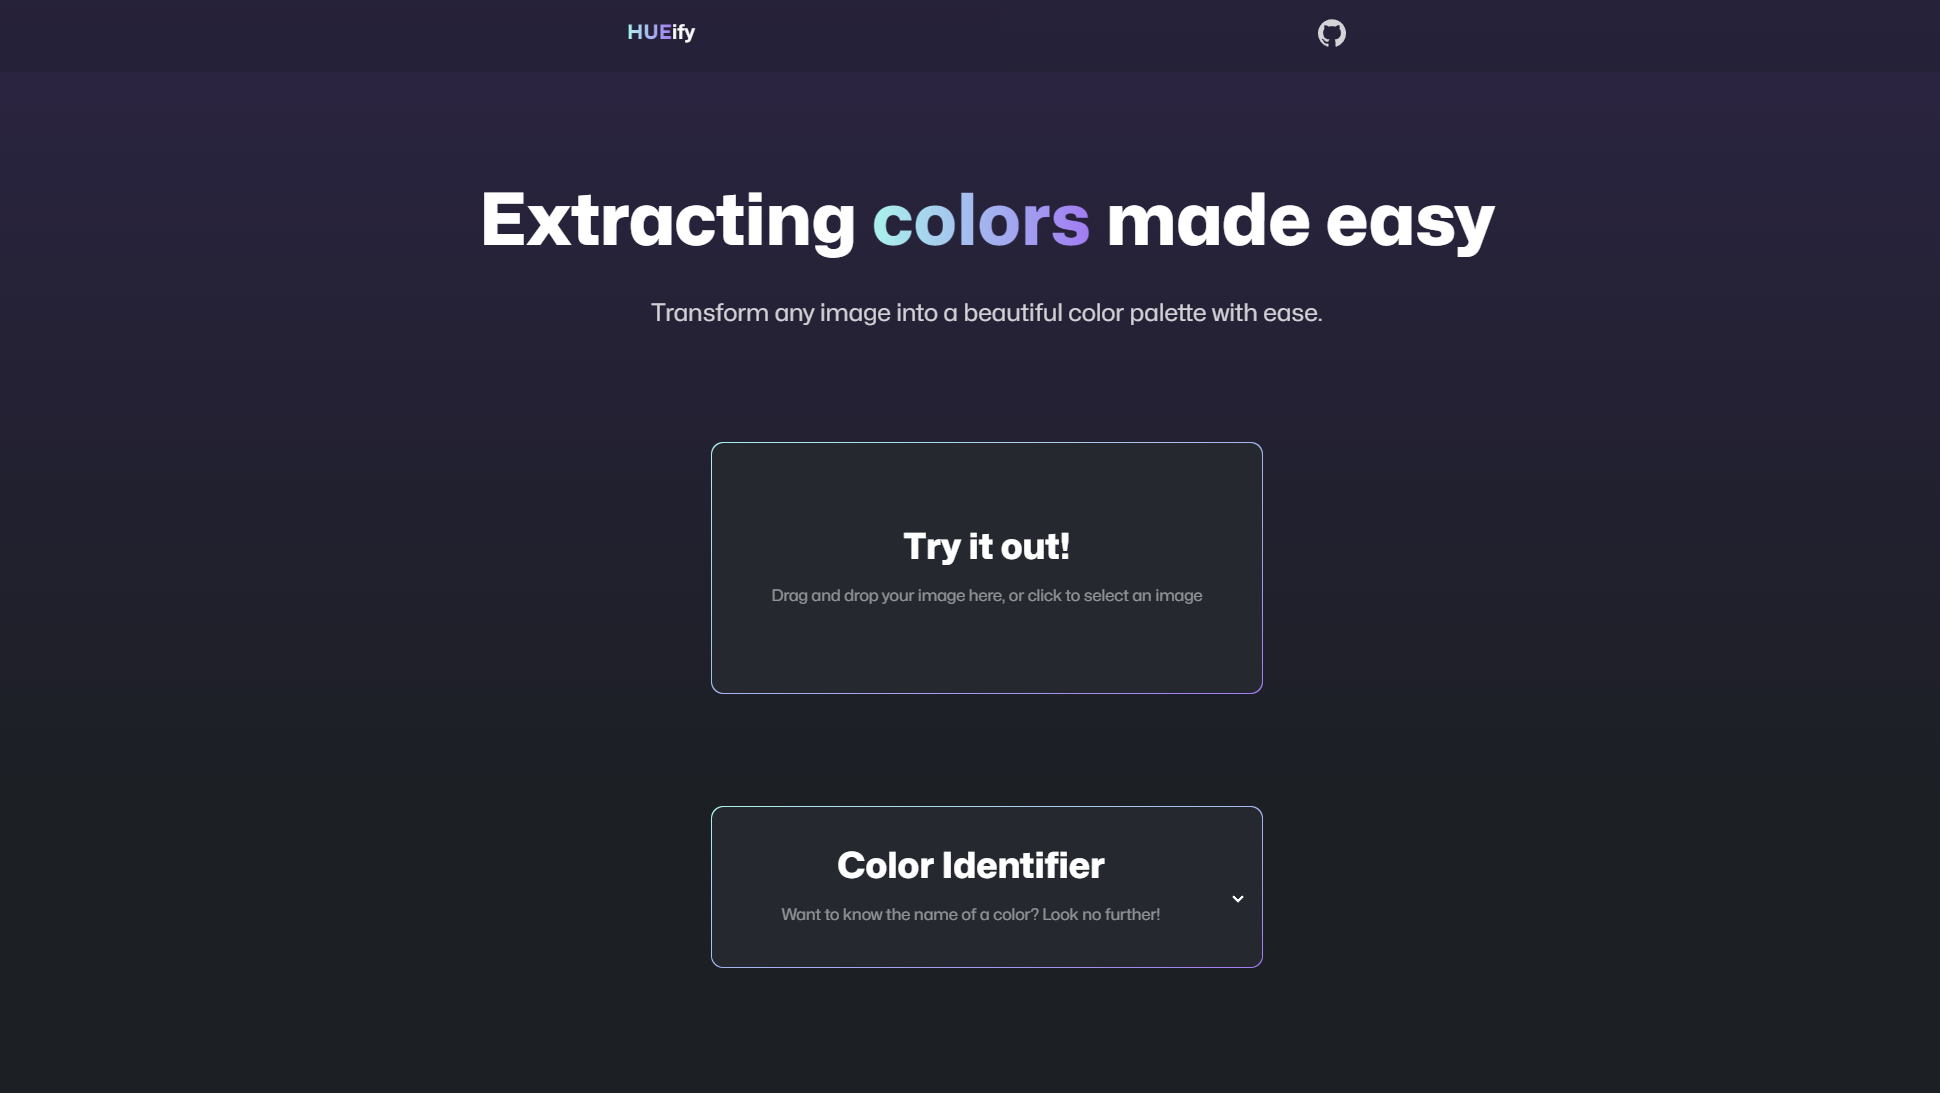 HUEify
Extracting colors made easy
Transform any image into a beautiful color palette with ease.
Try it out!
Drag and drop your image here, or click to select an image
Color Identifier
Want to know the name of a color? Look no further!